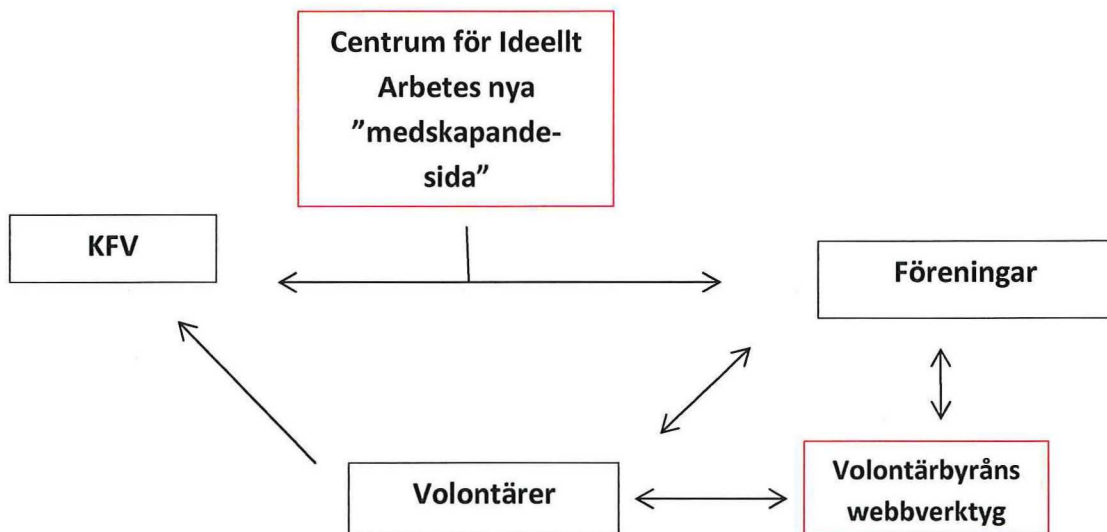 Centrum för Ideellt
Arbetes nya
”medskapande-
sida”
KFV
Föreningar
Volontärer
Volontärbyråns
webbverktyg